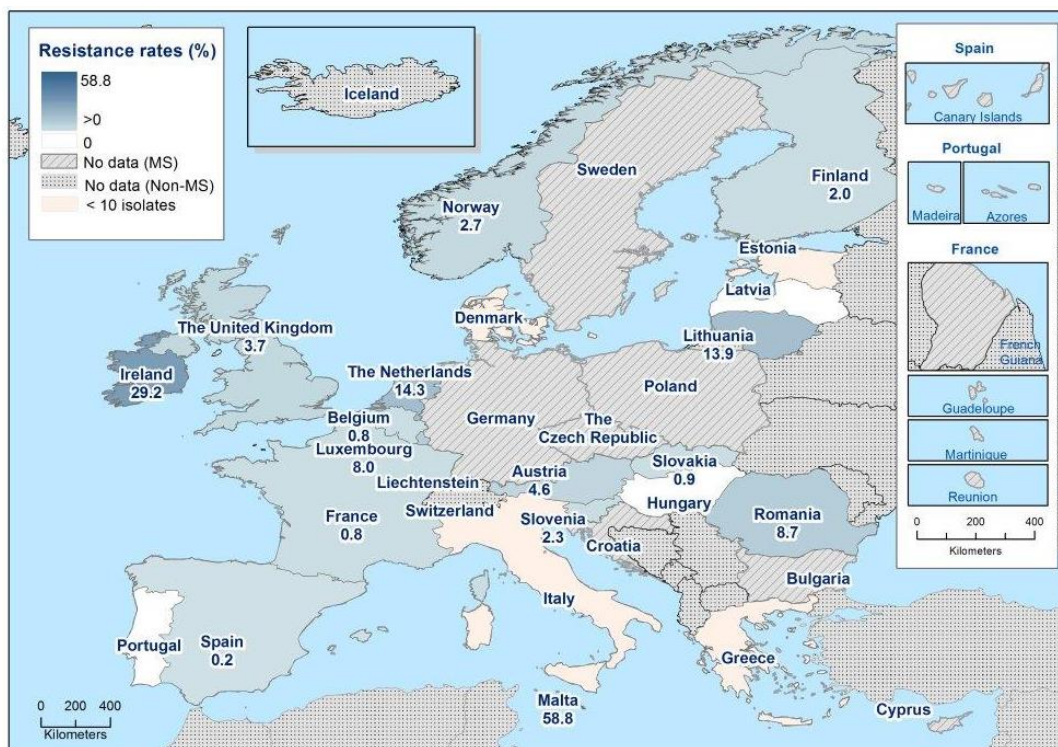 Resistance rates (%)
58.8
>0
0
No data (MS)
No data (Non-MS)
< 10 isolates
Iceland
Sweden
Finland
2.0
Norway
2.7
Estonia
Latvia
Denmark
Lithuania
13.9
The United Kingdom
3.7
Ireland
29.2
The Netherlands
14.3
Poland
Germany
Belgium
0.8
The
Czech Republic
Luxembourg
8.0
Slovakia
0.9
Austria
4.6
Liechtenstein
Hungary
Switzerland
Slovenia
2.3
Romania
8.7
France
0.8
Croatia
Bulgaria
Italy
Portugal
Spain
0.2
Greece
Malta
58.8
Cyprus
400 200 0 400
Kilometers
Spain
Canary Islands
Portugal
Madeira
Azores
France
French
Guiana
Guadeloupe
Martinique
Reunion
0 200 400
Kilometers